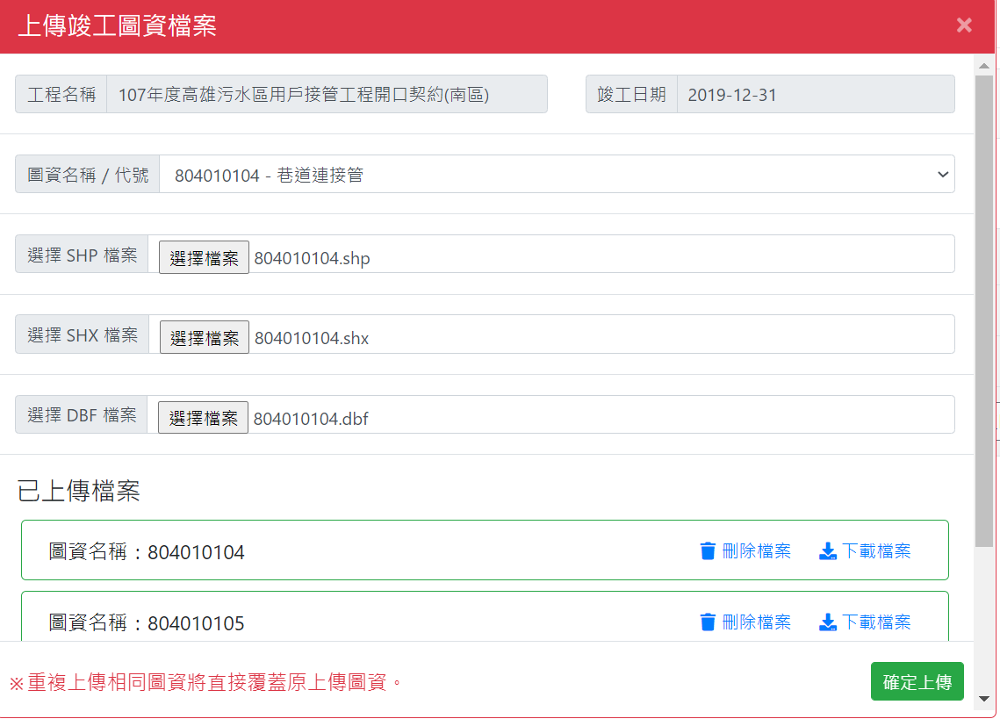 上傳竣工圖資檔案 ×
工程名稱 107年度高雄污水區用戶接管工程開口契約(南區) 竣工日期 2019-12-31
圖資名稱 / 代號 804010104 - 巷道連接管
選擇 SHP 檔案 選擇檔案 804010104.shp
選擇 SHX 檔案 選擇檔案 804010104.shx
選擇 DBF 檔案 選擇檔案 804010104.dbf
已上傳檔案
圖資名稱：804010104 刪除檔案 下載檔案
圖資名稱：804010105 刪除檔案 下載檔案
※重複上傳相同圖資將直接覆蓋原上傳圖資。 確定上傳